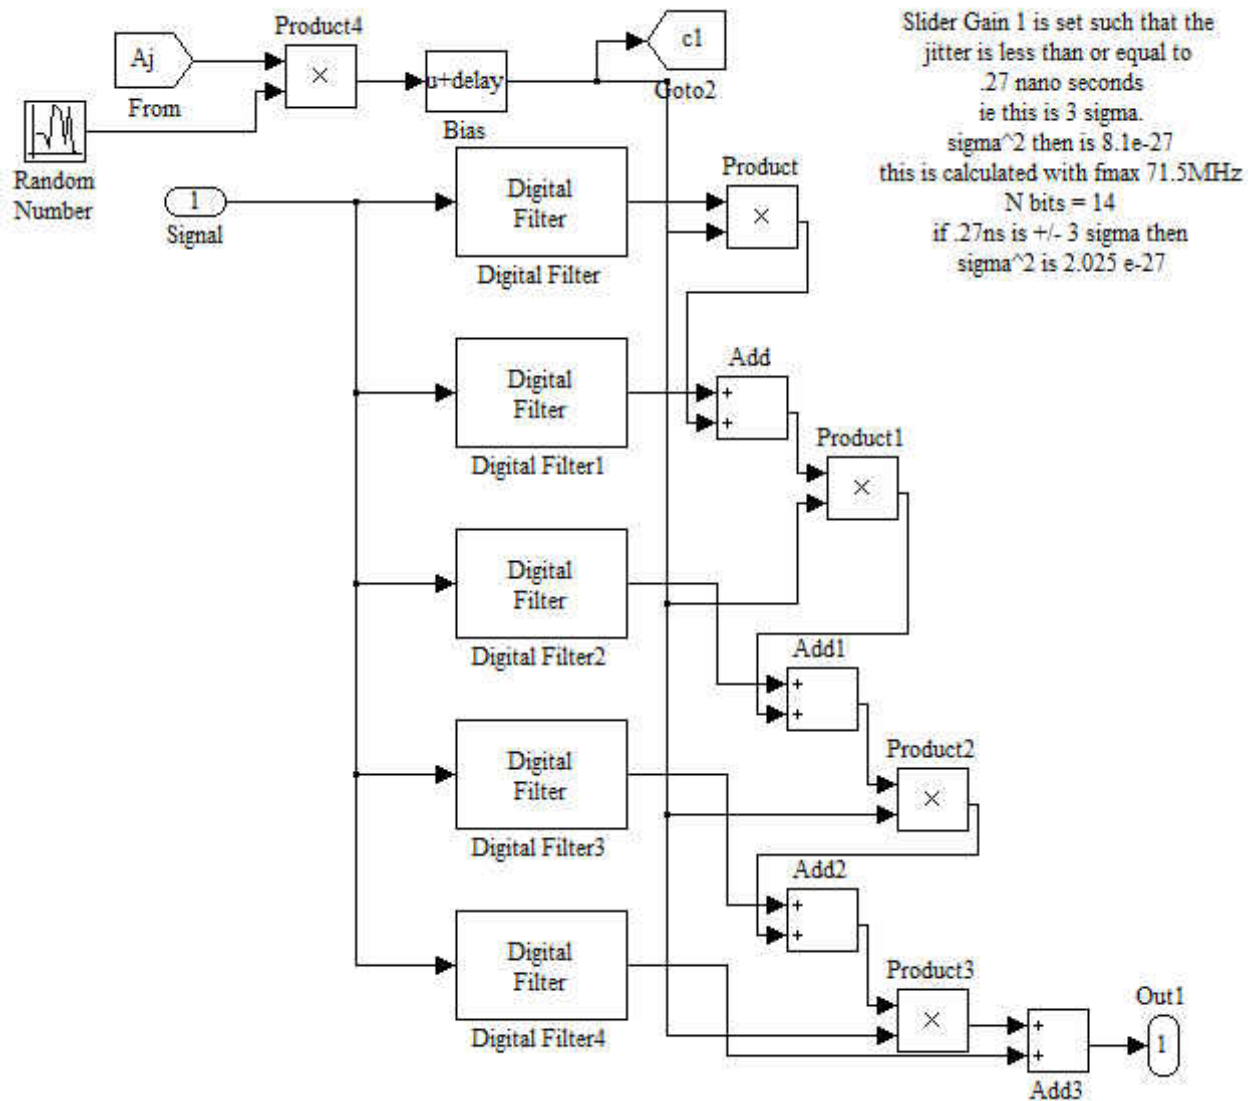 Product4
Aj
×
u+delay
c1
From
Bias
Goto2
Random
Number
Slider Gain 1 is set such that the
jitter is less than or equal to
.27 nano seconds
ie this is 3 sigma.
sigma^2 then is 8.1e-27
this is calculated with fmax 71.5MHz
N bits = 14
if .27ns is +/- 3 sigma then
sigma^2 is 2.025 e-27
1
Signal
Digital
Filter
Digital Filter
Product
×
Digital
Filter
Digital Filter1
Add
+
+
Product1
×
Digital
Filter
Digital Filter2
Add1
+
+
Product2
×
Digital
Filter
Digital Filter3
Add2
+
+
Product3
×
Digital
Filter
Digital Filter4
Out1
+
+
1
Add3